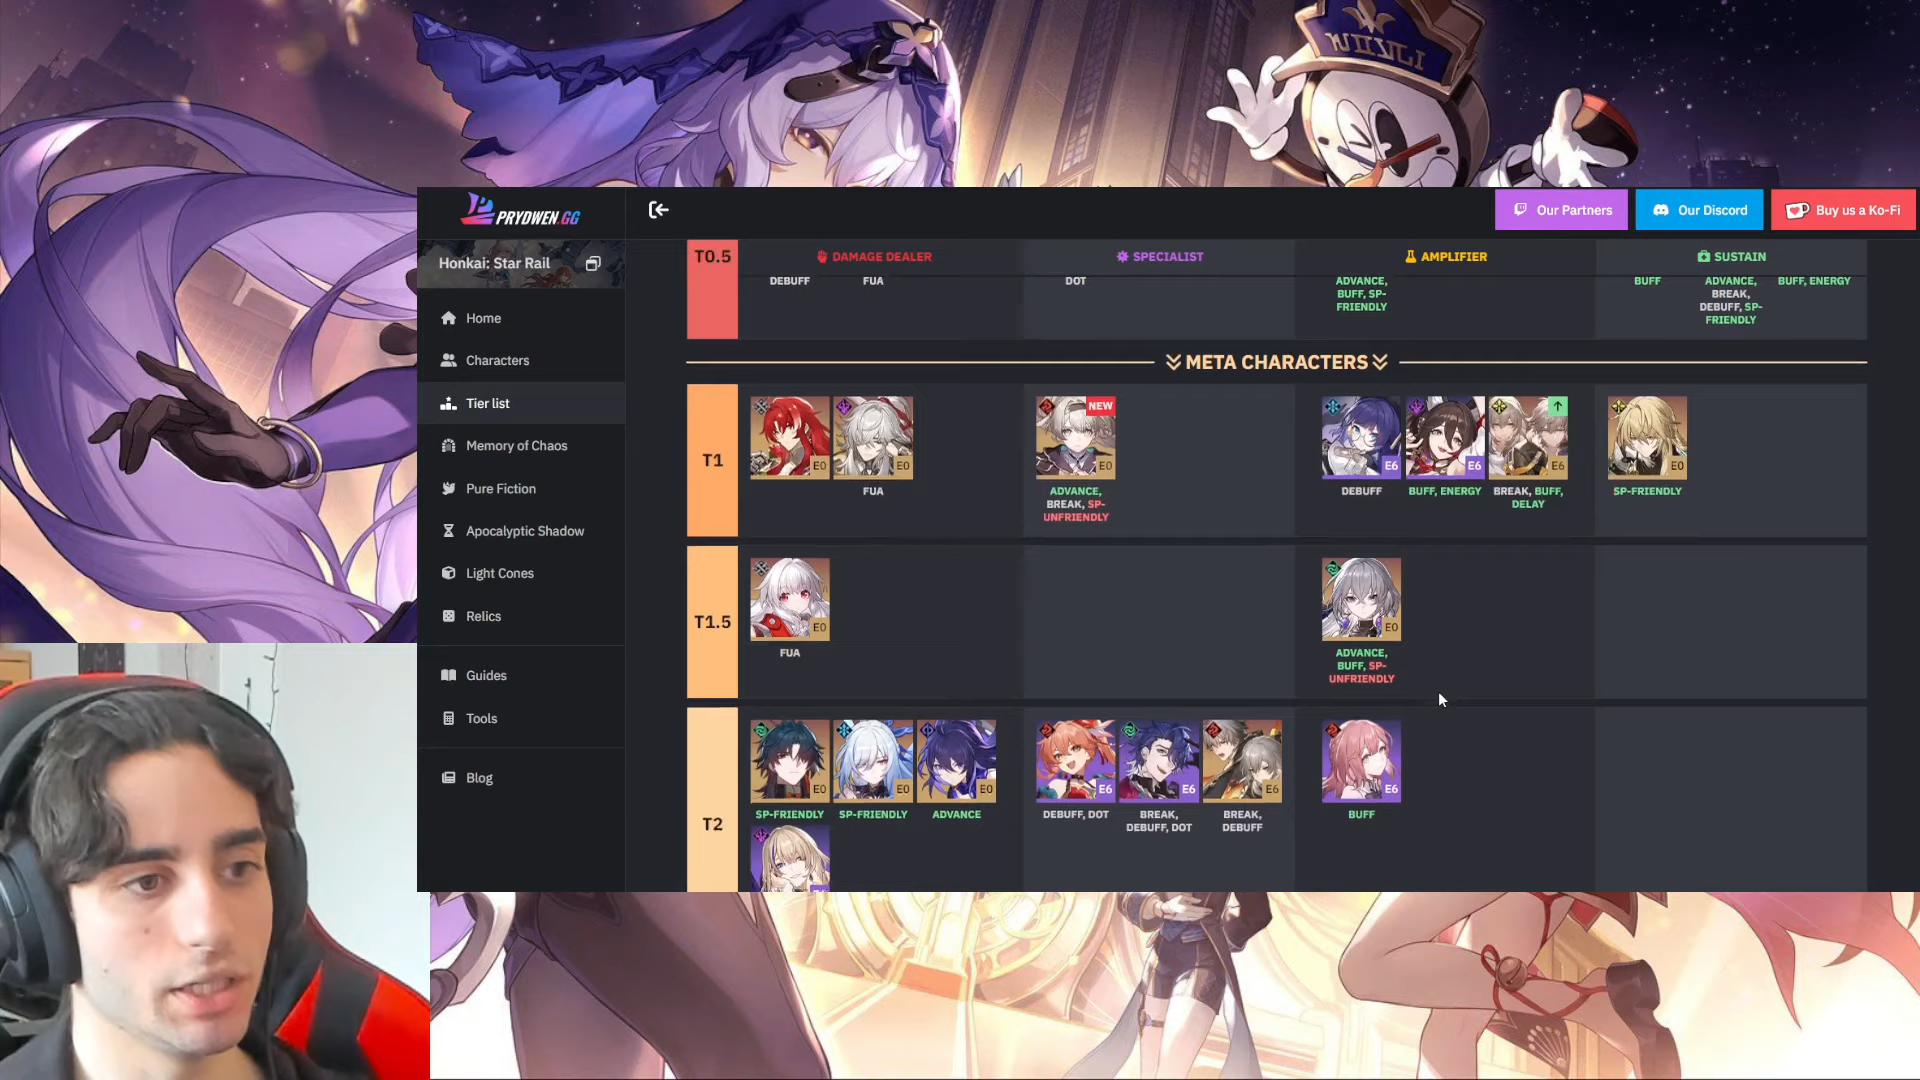 PRYDWEN.GG
Our Partners
Our Discord
Buy us a Ko-Fi
Honkai: Star Rail
Home
Characters
Tier list
Memory of Chaos
Pure Fiction
Apocalyptic Shadow
Light Cones
Relics
Guides
Tools
Blog
T0.5
DAMAGE DEALER
SPECIALIST
AMPLIFIER
SUSTAIN
DEBUFF
FUA
DOT
ADVANCE,
BUFF, SP-
FRIENDLY
BUFF
ADVANCE,
BREAK,
DEBUFF, SP-
FRIENDLY
BUFF, ENERGY
META CHARACTERS
T1
E0
E0
FUA
NEW
E0
ADVANCE,
BREAK, SP-
UNFRIENDLY
E6
DEBUFF
E6
BUFF, ENERGY
E6
BREAK, BUFF,
DELAY
E0
SP-FRIENDLY
T1.5
E0
FUA
E0
ADVANCE,
BUFF, SP-
UNFRIENDLY
T2
E0
SP-FRIENDLY
E0
SP-FRIENDLY
E0
ADVANCE
E6
DEBUFF, DOT
E6
BREAK,
DEBUFF, DOT
E6
BREAK,
DEBUFF
E6
BUFF